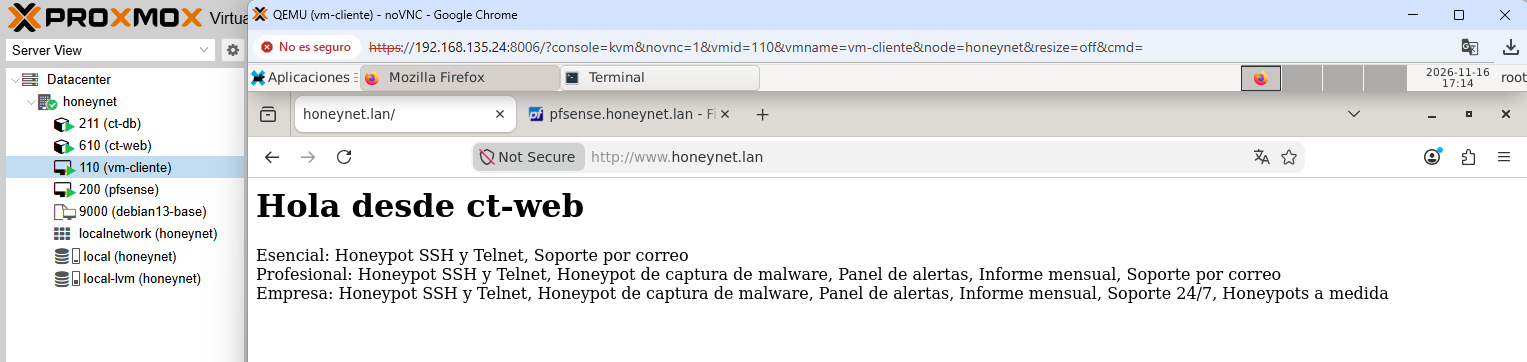 PROXMOX Virtua
Server View
Datacenter
honeynet
211 (ct-db)
610 (ct-web)
110 (vm-cliente)
200 (pfsense)
9000 (debian13-base)
localnetwork (honeynet)
local (honeynet)
local-lvm (honeynet)
QEMU (vm-cliente) - noVNC - Google Chrome
No es seguro https://192.168.135.24:8006/?console=kvm&novnc=1&vmid=110&vmname=vm-cliente&node=honeynet&resize=off&cmd=
Aplicaciones Mozilla Firefox Terminal 2026-11-16
17:14 root
honeynet.lan/ pfsense.honeynet.lan - Fi
Not Secure http://www.honeynet.lan
Hola desde ct-web
Esencial: Honeypot SSH y Telnet, Soporte por correo
Profesional: Honeypot SSH y Telnet, Honeypot de captura de malware, Panel de alertas, Informe mensual, Soporte por correo
Empresa: Honeypot SSH y Telnet, Honeypot de captura de malware, Panel de alertas, Informe mensual, Soporte 24/7, Honeypots a medida